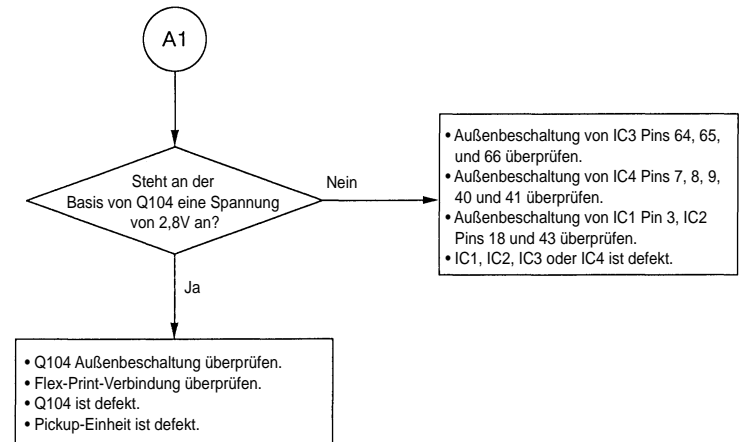 A1
Steht an der
Basis von Q104 eine Spannung
von 2,8V an?
Nein
• Außenbeschaltung von IC3 Pins 64, 65,
und 66 überprüfen.
• Außenbeschaltung von IC4 Pins 7, 8, 9,
40 und 41 überprüfen.
• Außenbeschaltung von IC1 Pin 3, IC2
Pins 18 und 43 überprüfen.
• IC1, IC2, IC3 oder IC4 ist defekt.
Ja
• Q104 Außenbeschaltung überprüfen.
• Flex-Print-Verbindung überprüfen.
• Q104 ist defekt.
• Pickup-Einheit ist defekt.